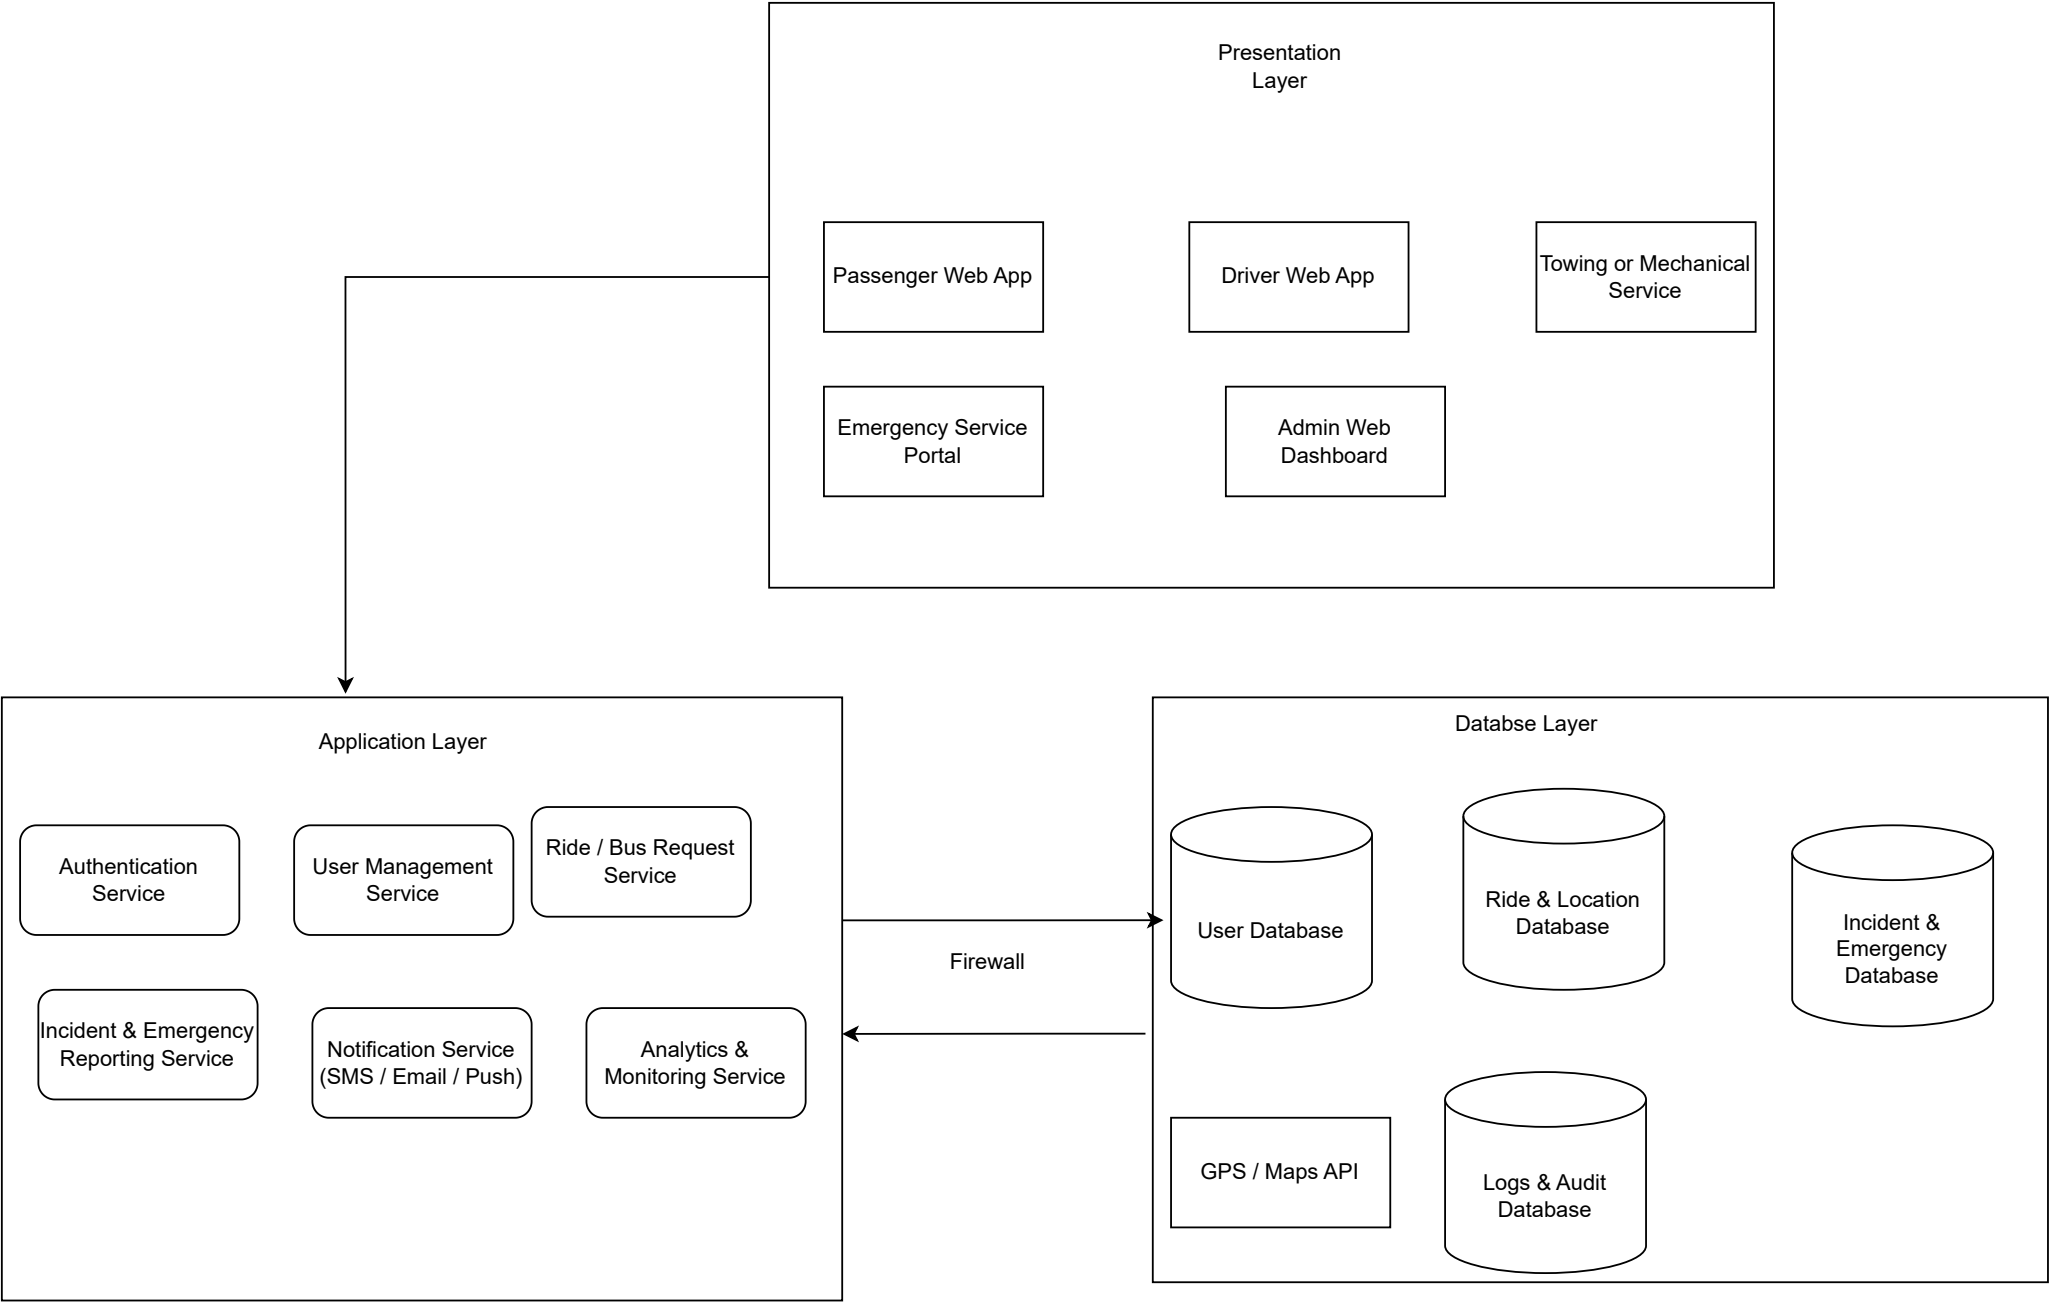 Presentation
Layer
Passenger Web App
Driver Web App
Towing or Mechanical
Service
Emergency Service
Portal
Admin Web
Dashboard
Application Layer
Authentication
Service
User Management
Service
Ride / Bus Request
Service
Incident & Emergency
Reporting Service
Notification Service
(SMS / Email / Push)
Analytics &
Monitoring Service
Firewall
Databse Layer
User Database
Ride & Location
Database
Incident &
Emergency
Database
GPS / Maps API
Logs & Audit
Database